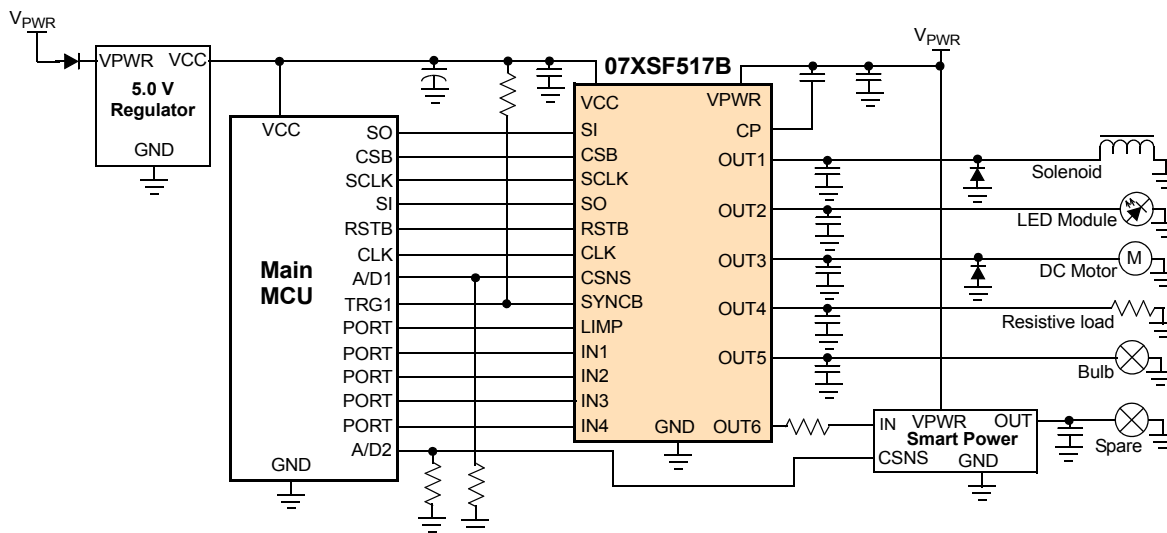 VPWR
VPWR VCC
5.0 V
Regulator
GND
VCC
Main
MCU
GND
SO
CSB
SCLK
SI
RSTB
CLK
A/D1
TRG1
PORT
PORT
PORT
PORT
PORT
A/D2
07XSF517B
VCC
SI
CSB
SCLK
SO
RSTB
CLK
CSNS
SYNCB
LIMP
IN1
IN2
IN3
IN4
VPWR
CP
OUT1
OUT2
OUT3
OUT4
OUT5
GND OUT6
VPWR
Solenoid
LED Module
M
DC Motor
Resistive load
Bulb
IN VPWR OUT
Smart Power
CSNS GND
Spare